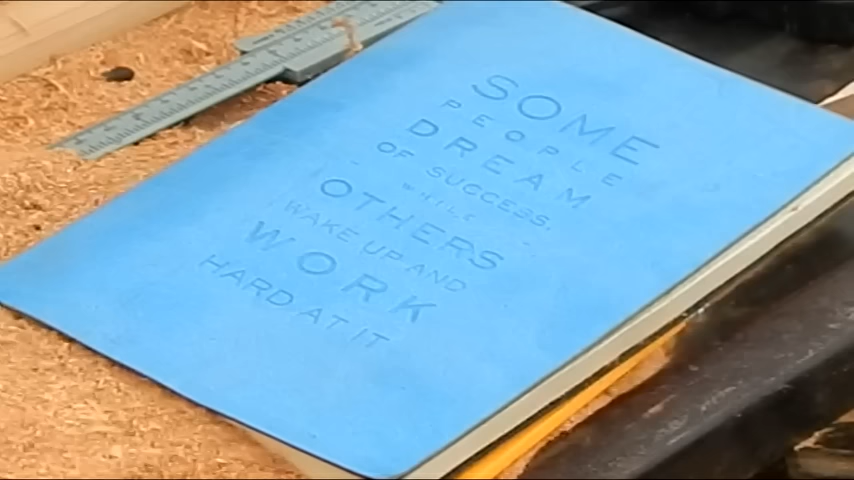 SOME
PEOPLE
DREAM
OF SUCCESS.
WHILE
OTHERS
WAKE UP AND
WORK
HARD AT IT